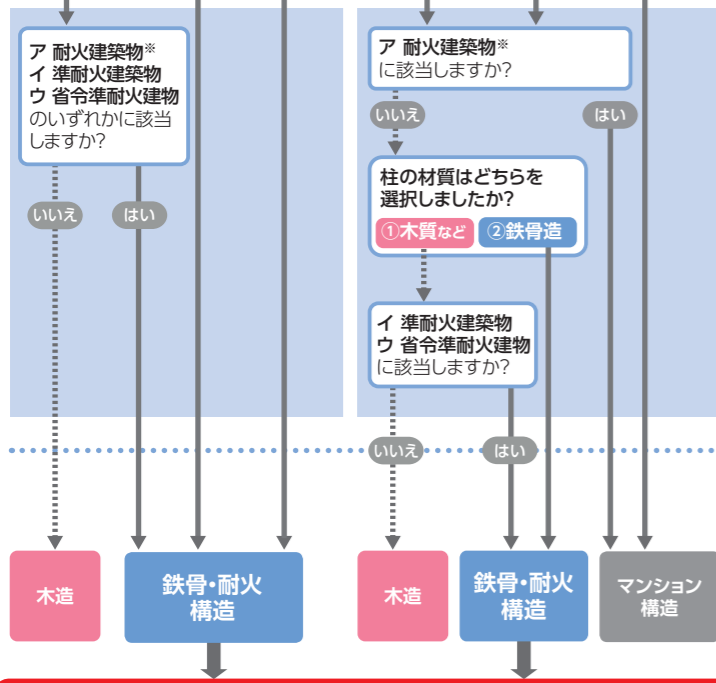 ア 耐火建築物※
イ 準耐火建築物
ウ 省令準耐火建物
のいずれかに該当
しますか?
いいえ
はい
木造
鉄骨・耐火
構造
ア 耐火建築物※
に該当しますか?
いいえ
はい
柱の材質はどちらを
選択しましたか?
①木質など
②鉄骨造
イ 準耐火建築物
ウ 省令準耐火建物
に該当しますか?
いいえ
はい
木造
鉄骨・耐火
構造
マンション
構造